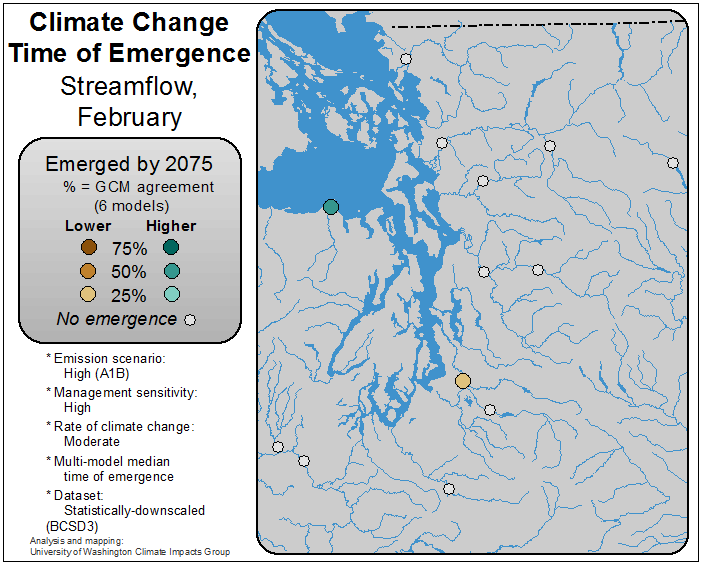 Climate Change
Time of Emergence
Streamflow,
February
Emerged by 2075
% = GCM agreement
(6 models)
Lower Higher
75%
50%
25%
No emergence
* Emission scenario:
High (A1B)
* Management sensitivity:
High
* Rate of climate change:
Moderate
* Multi-model median
time of emergence
* Dataset:
Statistically-downscaled
(BCSD3)
Analysis and mapping:
University of Washington Climate Impacts Group